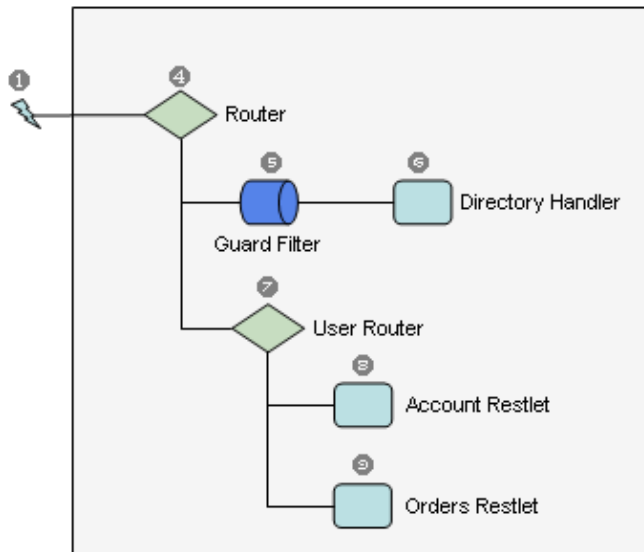 1
4
Router
5
6
Directory Handler
Guard Filter
7
User Router
8
Account Restlet
9
Orders Restlet